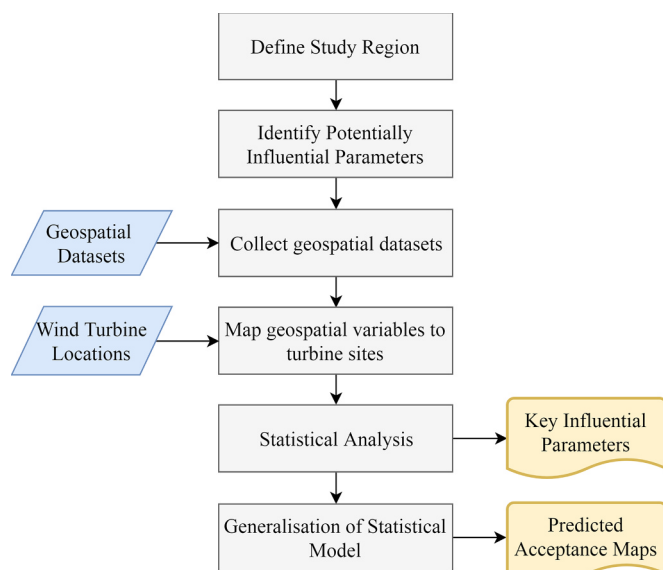 Define Study Region
Identify Potentially
Influential Parameters
Geospatial
Datasets
Collect geospatial datasets
Wind Turbine
Locations
Map geospatial variables to
turbine sites
Statistical Analysis
Key Influential
Parameters
Generalisation of Statistical
Model
Predicted
Acceptance Maps